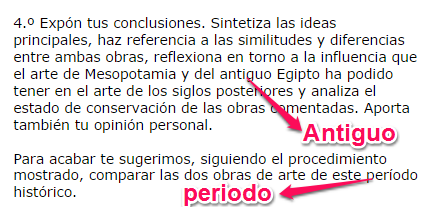 4.º Expón tus conclusiones. Sintetiza las ideas
principales, haz referencia a las similitudes y diferencias
entre ambas obras, reflexiona en torno a la influencia que
el arte de Mesopotamia y del antiguo Egipto ha podido
tener en el arte de los siglos posteriores y analiza el
estado de conservación de las obras comentadas. Aporta
también tu opinión personal.
Antiguo
Para acabar te sugerimos, siguiendo el procedimiento
mostrado, comparar las dos obras de arte de este período
histórico.
periodo